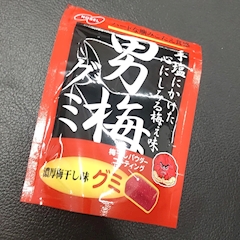 手塩にかけた
心にしみる梅ぇ味。
男梅
グミ
梅干しパウダー
コーティング
濃厚梅干し味
グミ